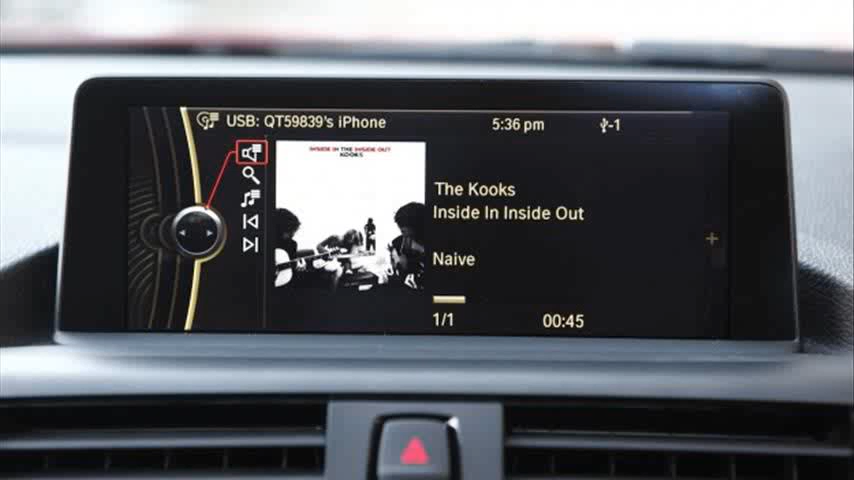 USB: QT59839's iPhone 5:36 pm -1
INSIDE IN THE INSIDE OUT
KOOKS
The Kooks
Inside In Inside Out
Naive
1/1 00:45